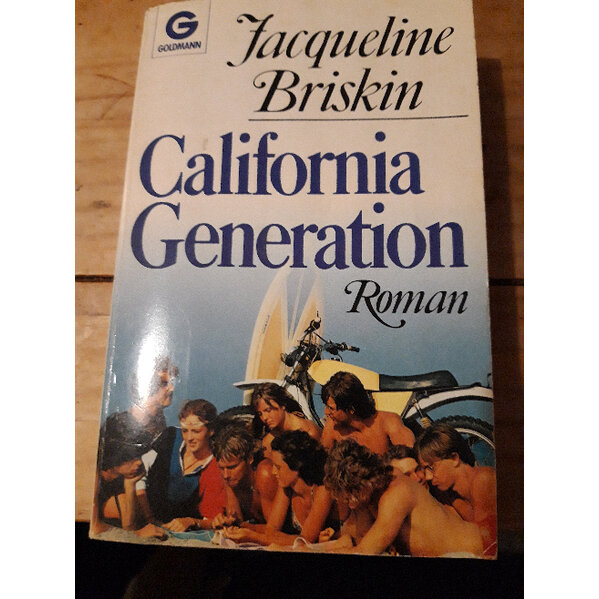 G
GOLDMANN
Jacqueline
Briskin
California
Generation
Roman